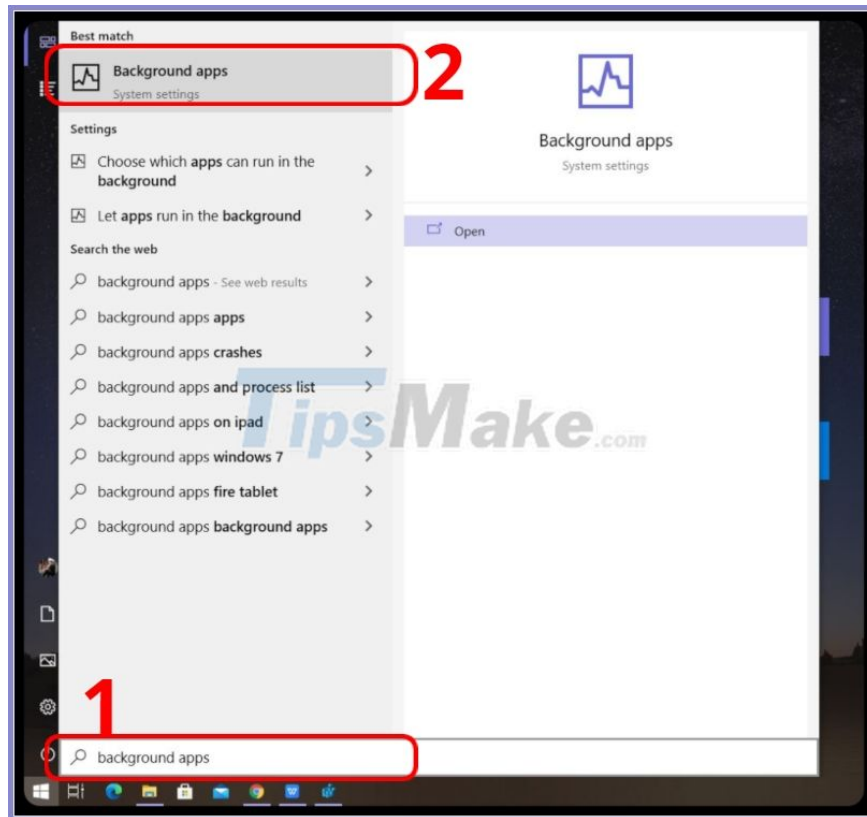 Best match
Background apps
System settings
2
Background apps
System settings
Open
Settings
Choose which apps can run in the
background
Let apps run in the background
Search the web
background apps - See web results
background apps apps
background apps crashes
background apps and process list
background apps on ipad
background apps windows 7
background apps fire tablet
background apps background apps
TipsMake.com
1
background apps